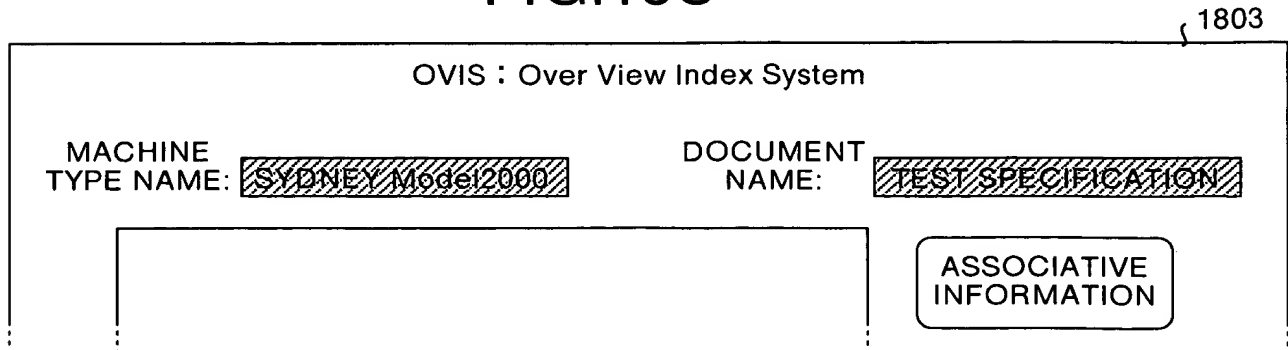 1803
OVIS : Over View Index System
MACHINE
TYPE NAME: SYDNEY Model2000
DOCUMENT
NAME: TEST SPECIFICATION
ASSOCIATIVE
INFORMATION